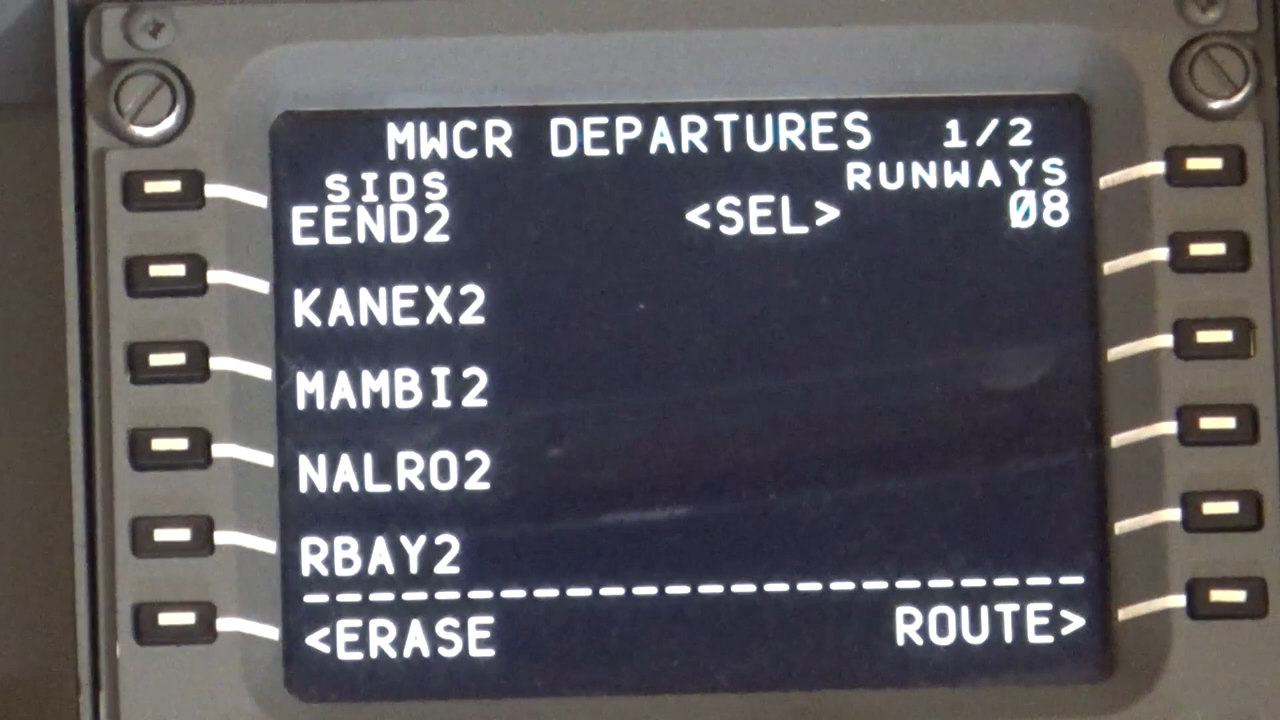 MWCR DEPARTURES 1/2
SIDS RUNWAYS
EEND2 <SEL> 08
KANEX2
MAMBI2
NALRO2
RBAY2
<ERASE ROUTE>